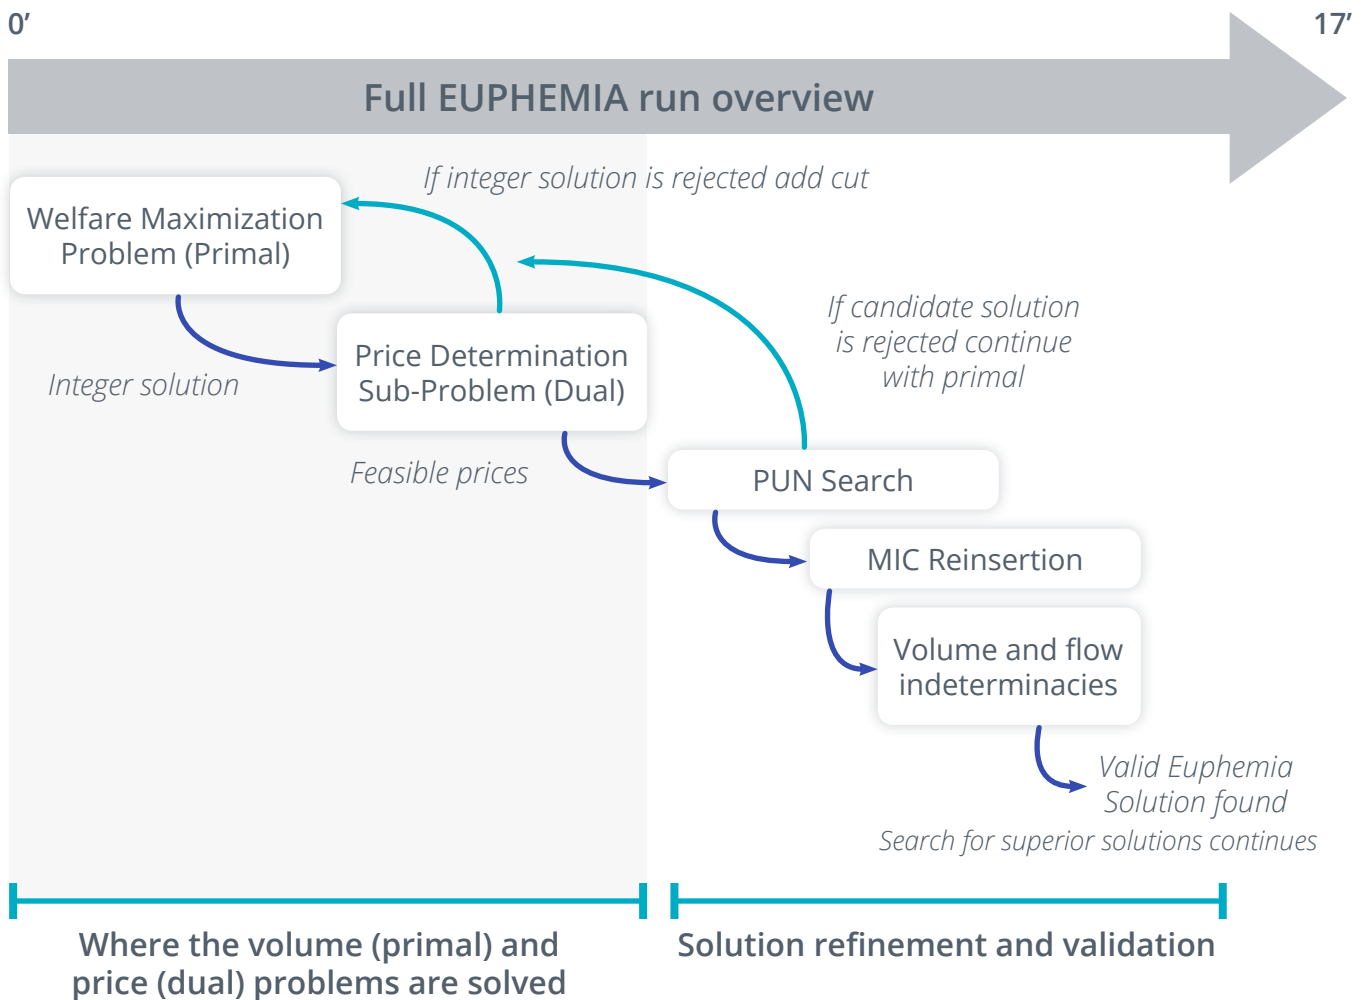 0’
17’
Full EUPHEMIA run overview
If integer solution is rejected add cut
Welfare Maximization
Problem (Primal)
If candidate solution
is rejected continue
with primal
Price Determination
Sub-Problem (Dual)
Integer solution
Feasible prices
PUN Search
MIC Reinsertion
Volume and flow
indeterminacies
Valid Euphemia
Solution found
Search for superior solutions continues
Where the volume (primal) and
price (dual) problems are solved
Solution refinement and validation